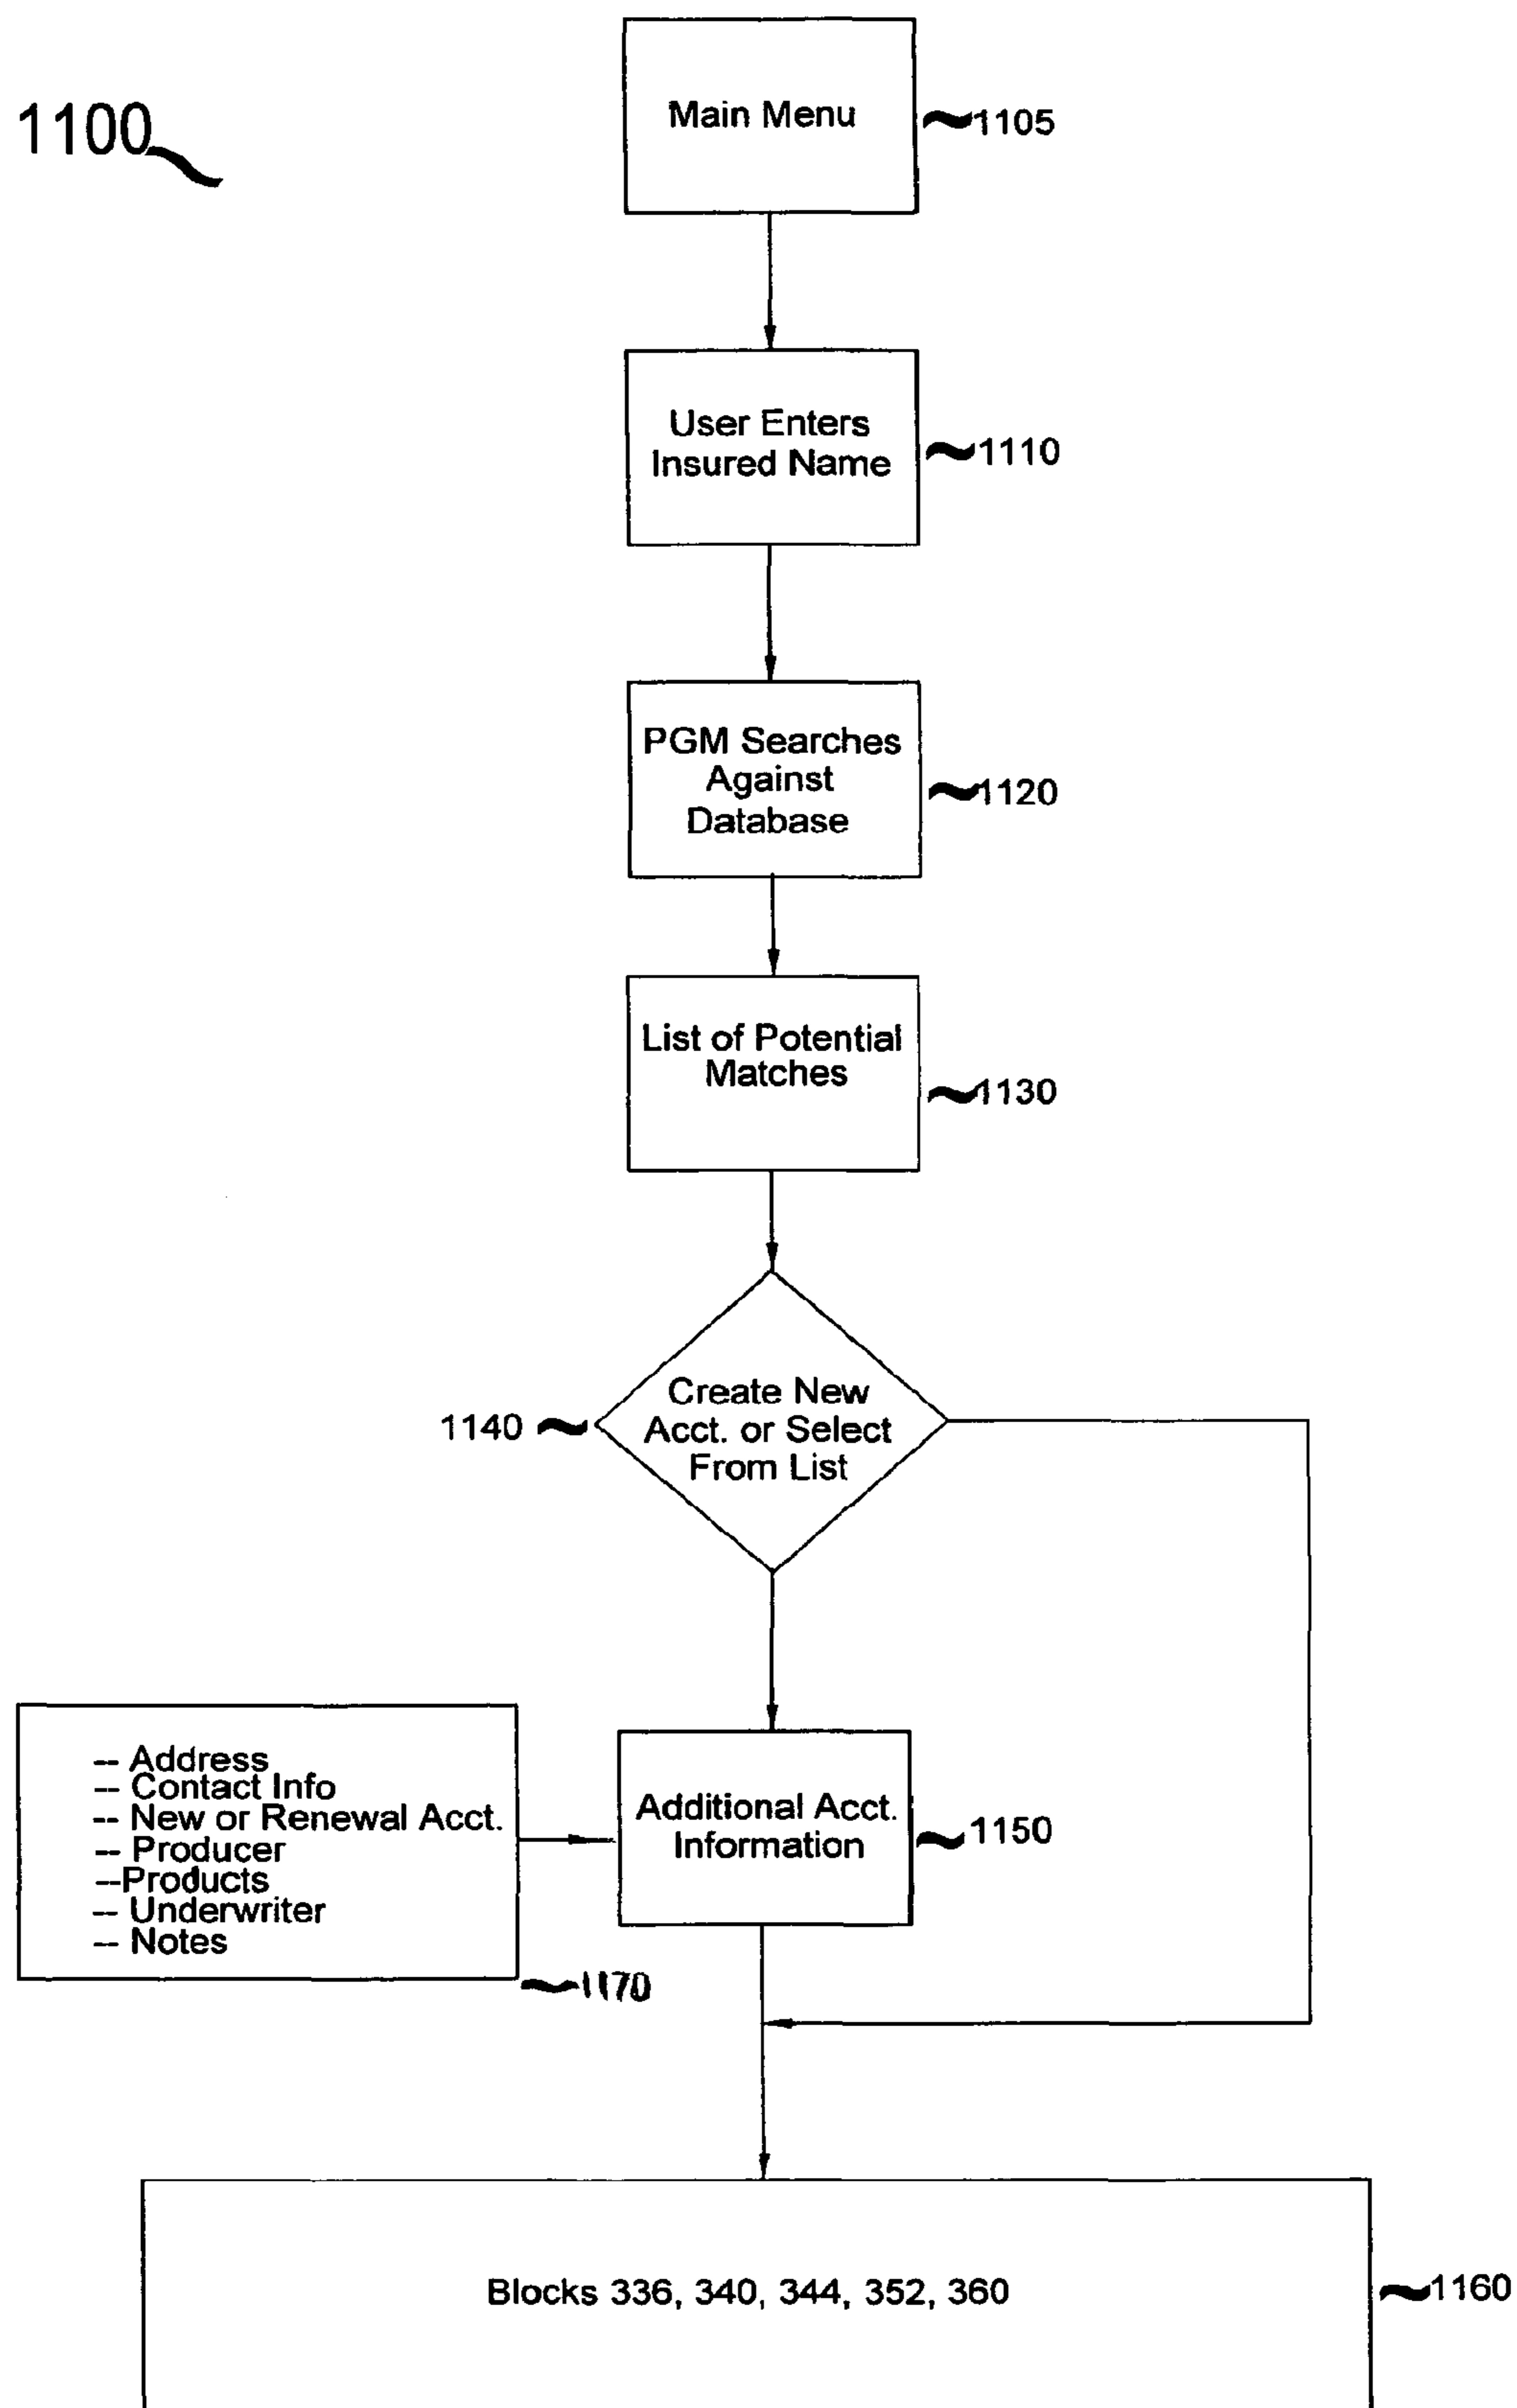 1100
Main Menu
1105
User Enters
Insured Name
1110
PGM Searches
Against
Database
1120
List of Potential
Matches
1130
Create New
Acct. or Select
From List
1140
-- Address
-- Contact Info
-- New or Renewal Acct.
-- Producer
--Products
-- Underwriter
-- Notes
1170
Additional Acct.
Information
1150
Blocks 336, 340, 344, 352, 360
1160